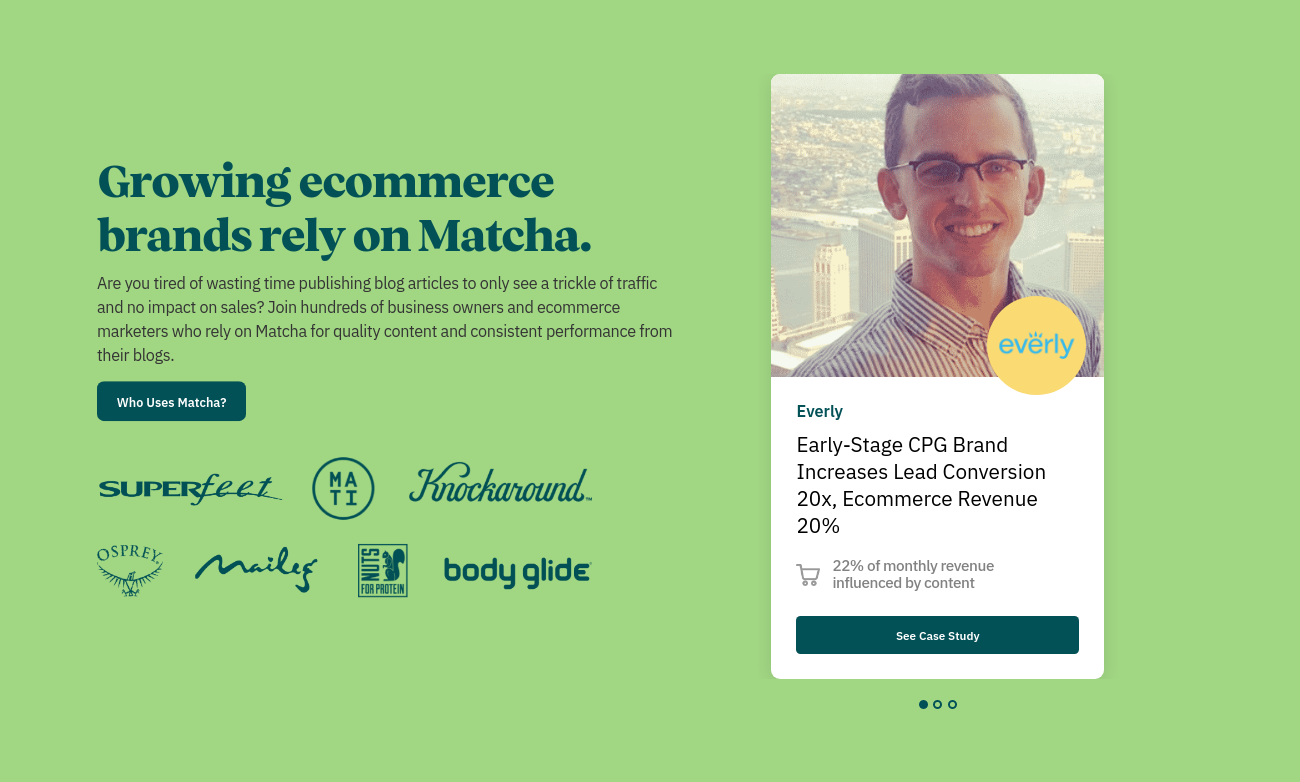 Growing ecommerce
brands rely on Matcha.
Are you tired of wasting time publishing blog articles to only see a trickle of traffic
and no impact on sales? Join hundreds of business owners and ecommerce
marketers who rely on Matcha for quality content and consistent performance from
their blogs.
Who Uses Matcha?
SUPERfeet
MA
TI
Knockaround™
OSPREY
maileg
NUTS
FOR PROTEIN
body glide
everly
Everly
Early-Stage CPG Brand
Increases Lead Conversion
20x, Ecommerce Revenue
20%
22% of monthly revenue
influenced by content
See Case Study